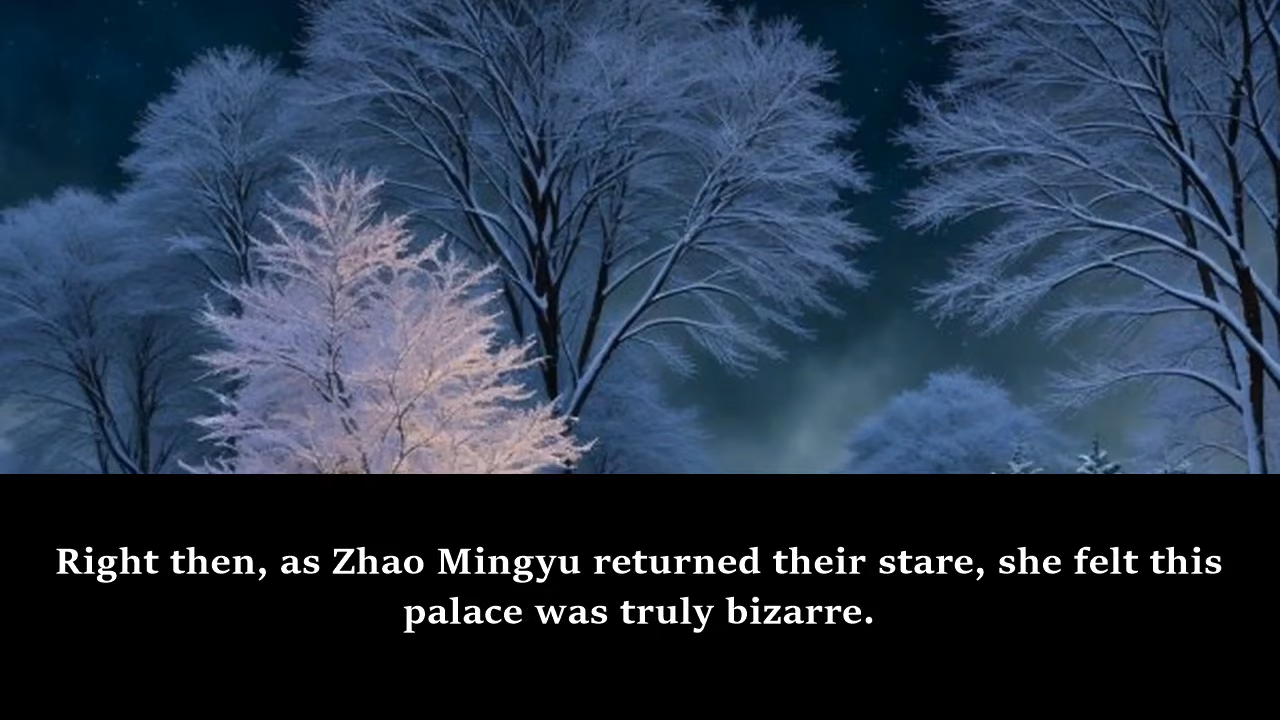 Right then, as Zhao Mingyu returned their stare, she felt this
palace was truly bizarre.